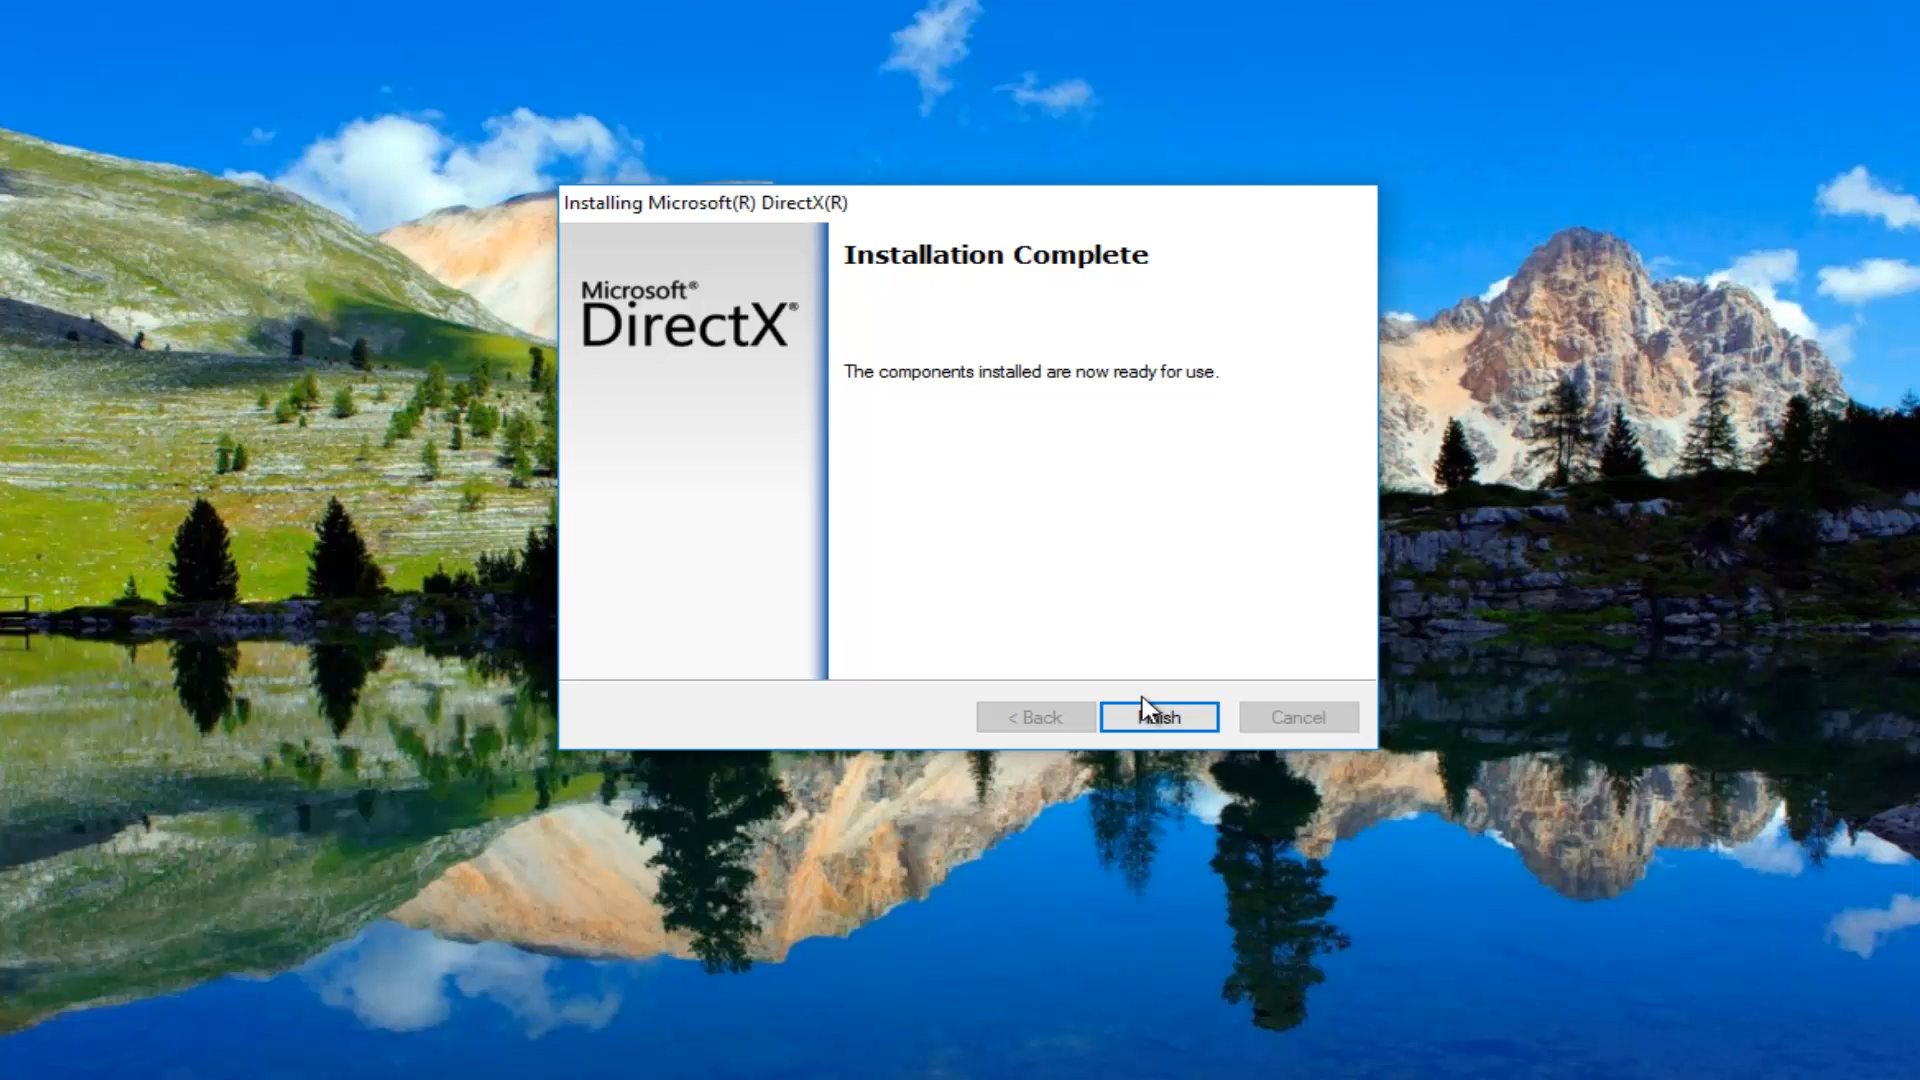 Installing Microsoft(R) DirectX(R)
Installation Complete
Microsoft®
DirectX®
The components installed are now ready for use.
< Back
Cancel